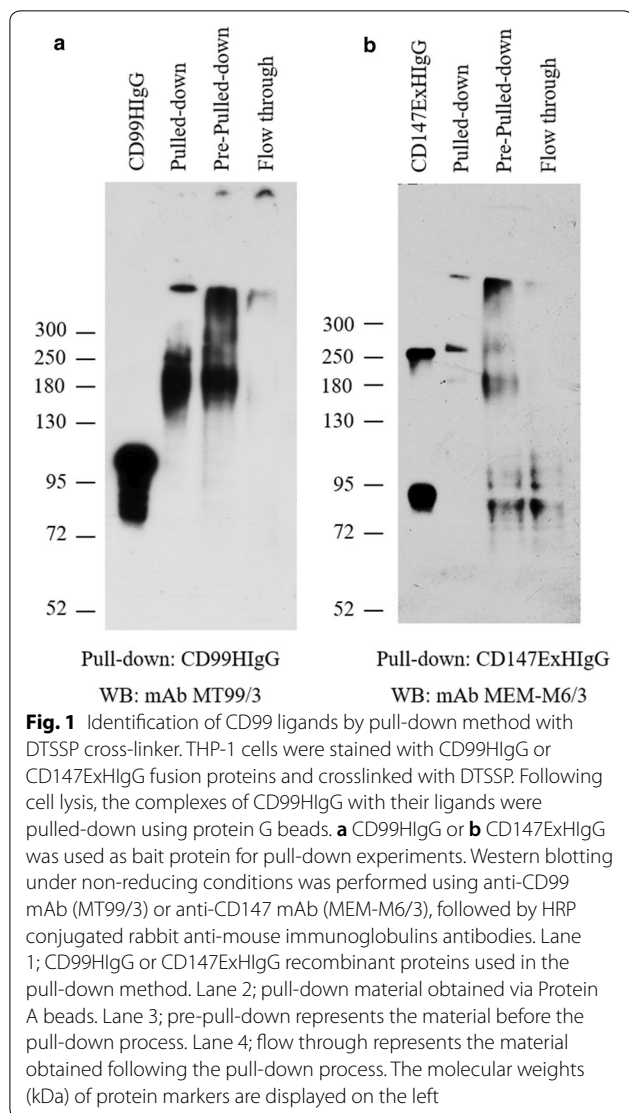 a
CD99HIgG
Pulled-down
Pre-Pulled-down
Flow through
300
250
180
130
95
72
52
Pull-down: CD99HIgG
WB: mAb MT99/3
b
CD147ExHIgG
Pulled-down
Pre-Pulled-down
Flow through
300
250
180
130
95
72
52
Pull-down: CD147ExHIgG
WB: mAb MEM-M6/3
Fig. 1 Identification of CD99 ligands by pull-down method with
DTSSP cross-linker. THP-1 cells were stained with CD99HIgG or
CD147ExHIgG fusion proteins and crosslinked with DTSSP. Following
cell lysis, the complexes of CD99HIgG with their ligands were
pulled-down using protein G beads. a CD99HIgG or b CD147ExHIgG
was used as bait protein for pull-down experiments. Western blotting
under non-reducing conditions was performed using anti-CD99
mAb (MT99/3) or anti-CD147 mAb (MEM-M6/3), followed by HRP
conjugated rabbit anti-mouse immunoglobulins antibodies. Lane
1; CD99HIgG or CD147ExHIgG recombinant proteins used in the
pull-down method. Lane 2; pull-down material obtained via Protein
A beads. Lane 3; pre-pull-down represents the material before the
pull-down process. Lane 4; flow through represents the material
obtained following the pull-down process. The molecular weights
(kDa) of protein markers are displayed on the left